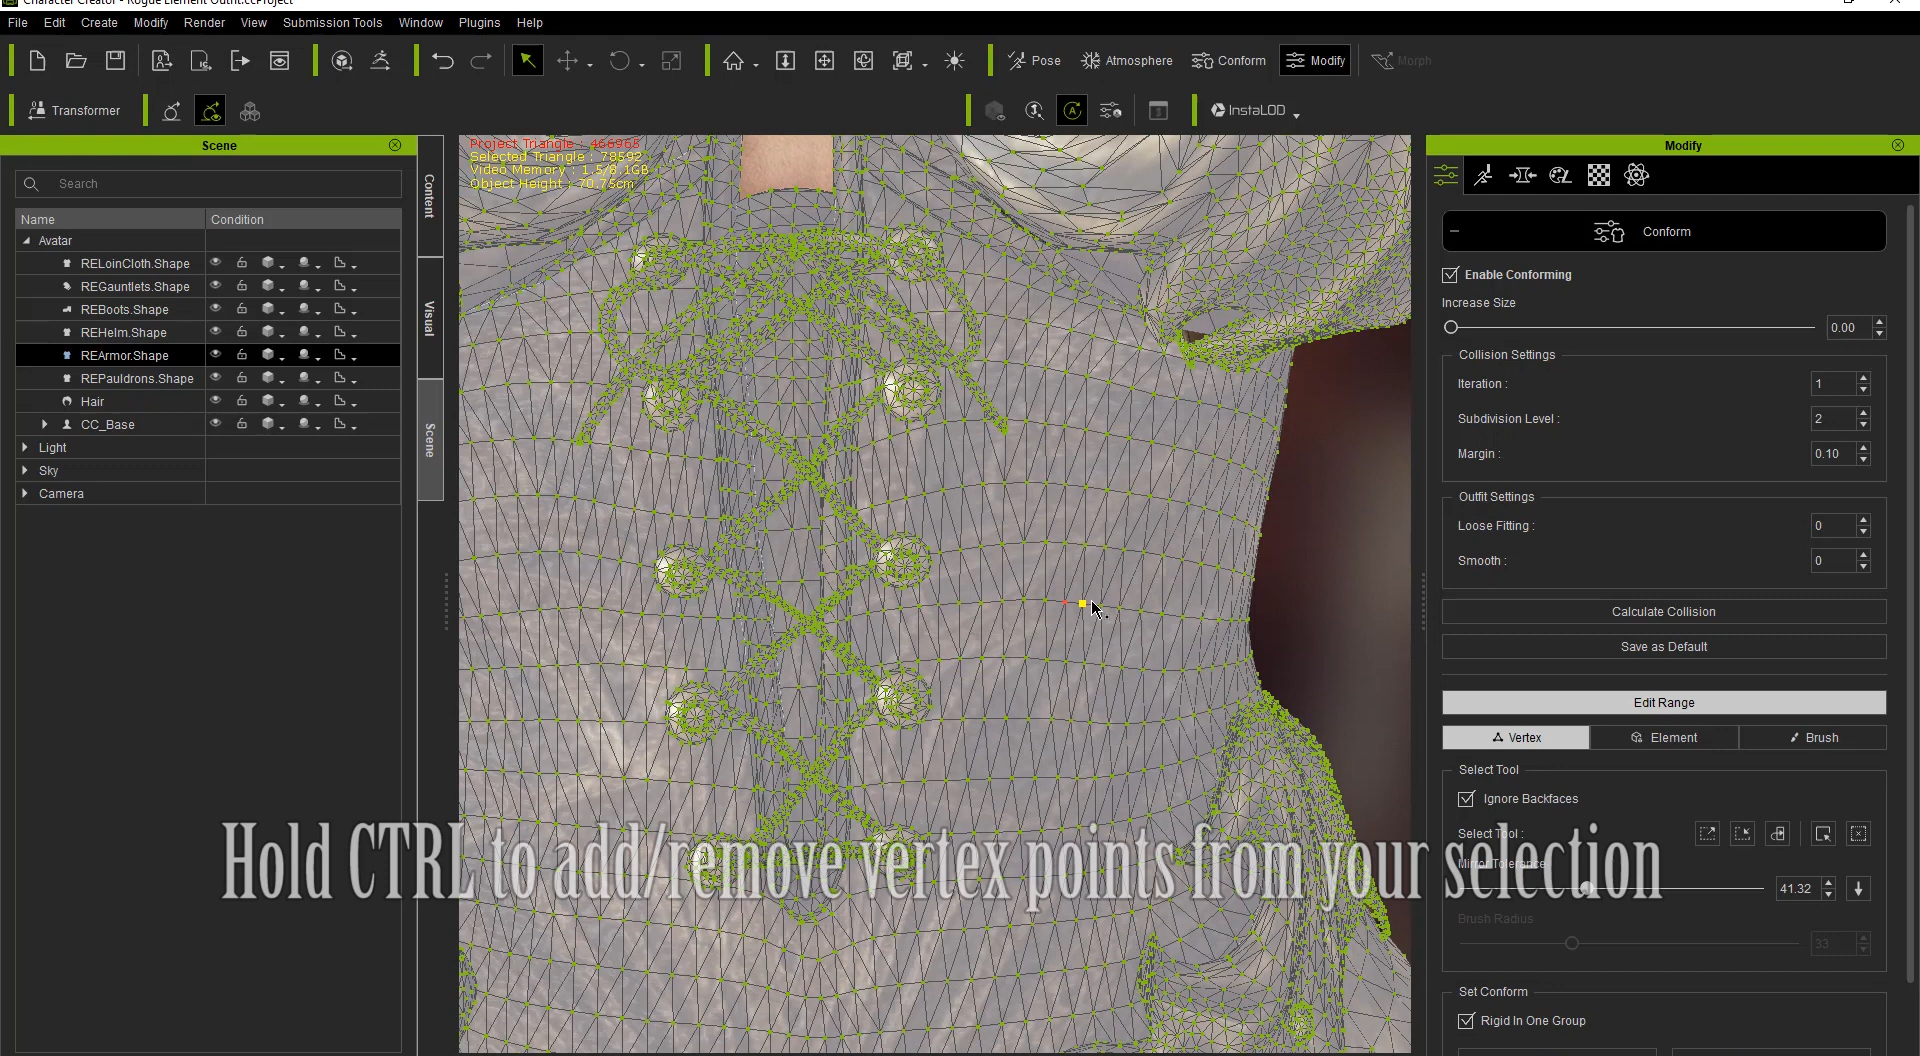 Character Creator - Rogue Element Outfit.ccProject
File Edit Create Modify Render View Submission Tools Window Plugins Help
Pose Atmosphere Conform Modify Morph
Transformer InstaLOD
Scene
Search
Name Condition
Avatar
RELoinCloth.Shape
REGauntlets.Shape
REBoots.Shape
REHelm.Shape
REArmor.Shape
REPauldrons.Shape
Hair
CC_Base
Light
Sky
Camera
Content
Visual
Scene
Project Triangle : 466965
Selected Triangle : 78592
Video Memory : 1.5/8.1GB
Object Height : 70.75cm
Modify
Conform
Enable Conforming
Increase Size
0.00
Collision Settings
Iteration : 1
Subdivision Level : 2
Margin : 0.10
Outfit Settings
Loose Fitting : 0
Smooth : 0
Calculate Collision
Save as Default
Edit Range
Vertex Element Brush
Select Tool
Ignore Backfaces
Select Tool :
Mirror Tolerance
41.32
Brush Radius
33
Set Conform
Rigid In One Group
Hold CTRL to add/remove vertex points from your selection